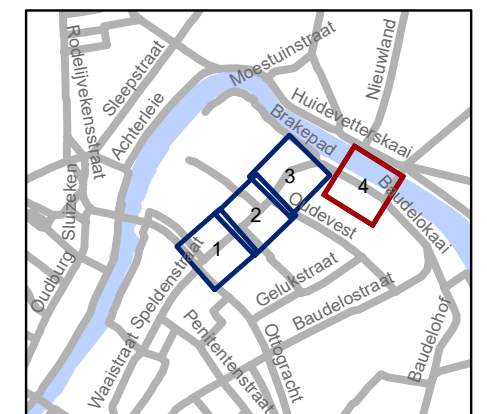 Rodelijvekensstraat
Sleepstraat
Moestuinstraat
Nieuwland
Achterleie
Huidevetterskaai
Brakepad
3
4
Baudelokaai
Sluizeken
2
Oudevest
1
Oudburg
Speldenstraat
Gelukstraat
Baudelostraat
Waaistraat
Penitentenstraat
Ottogracht
Baudelohof